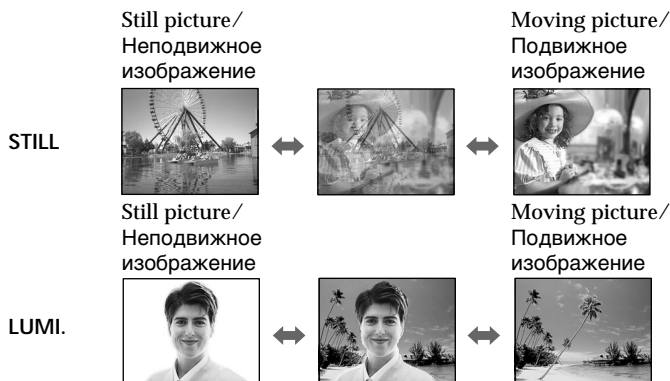 Still picture/
Неподвижное
изображение
Moving picture/
Подвижное
изображение
STILL
Still picture/
Неподвижное
изображение
Moving picture/
Подвижное
изображение
LUMI.